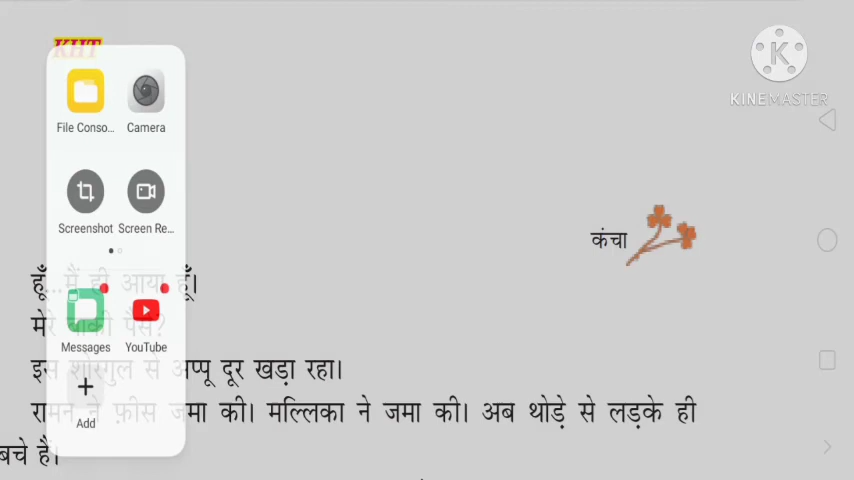 KHT
KINEMASTER
File Conso...
Camera
Screenshot
Screen Re...
कंचा
हूँ...मैं ही आया हूँ।
मेरे बाकी पैसे?
Messages
YouTube
इस शोरगुल से अप्पू दूर खड़ा रहा।
रामन ने फ़ीस जमा की। मल्लिका ने जमा की। अब थोड़े से लड़के ही
Add
बचे हैं।